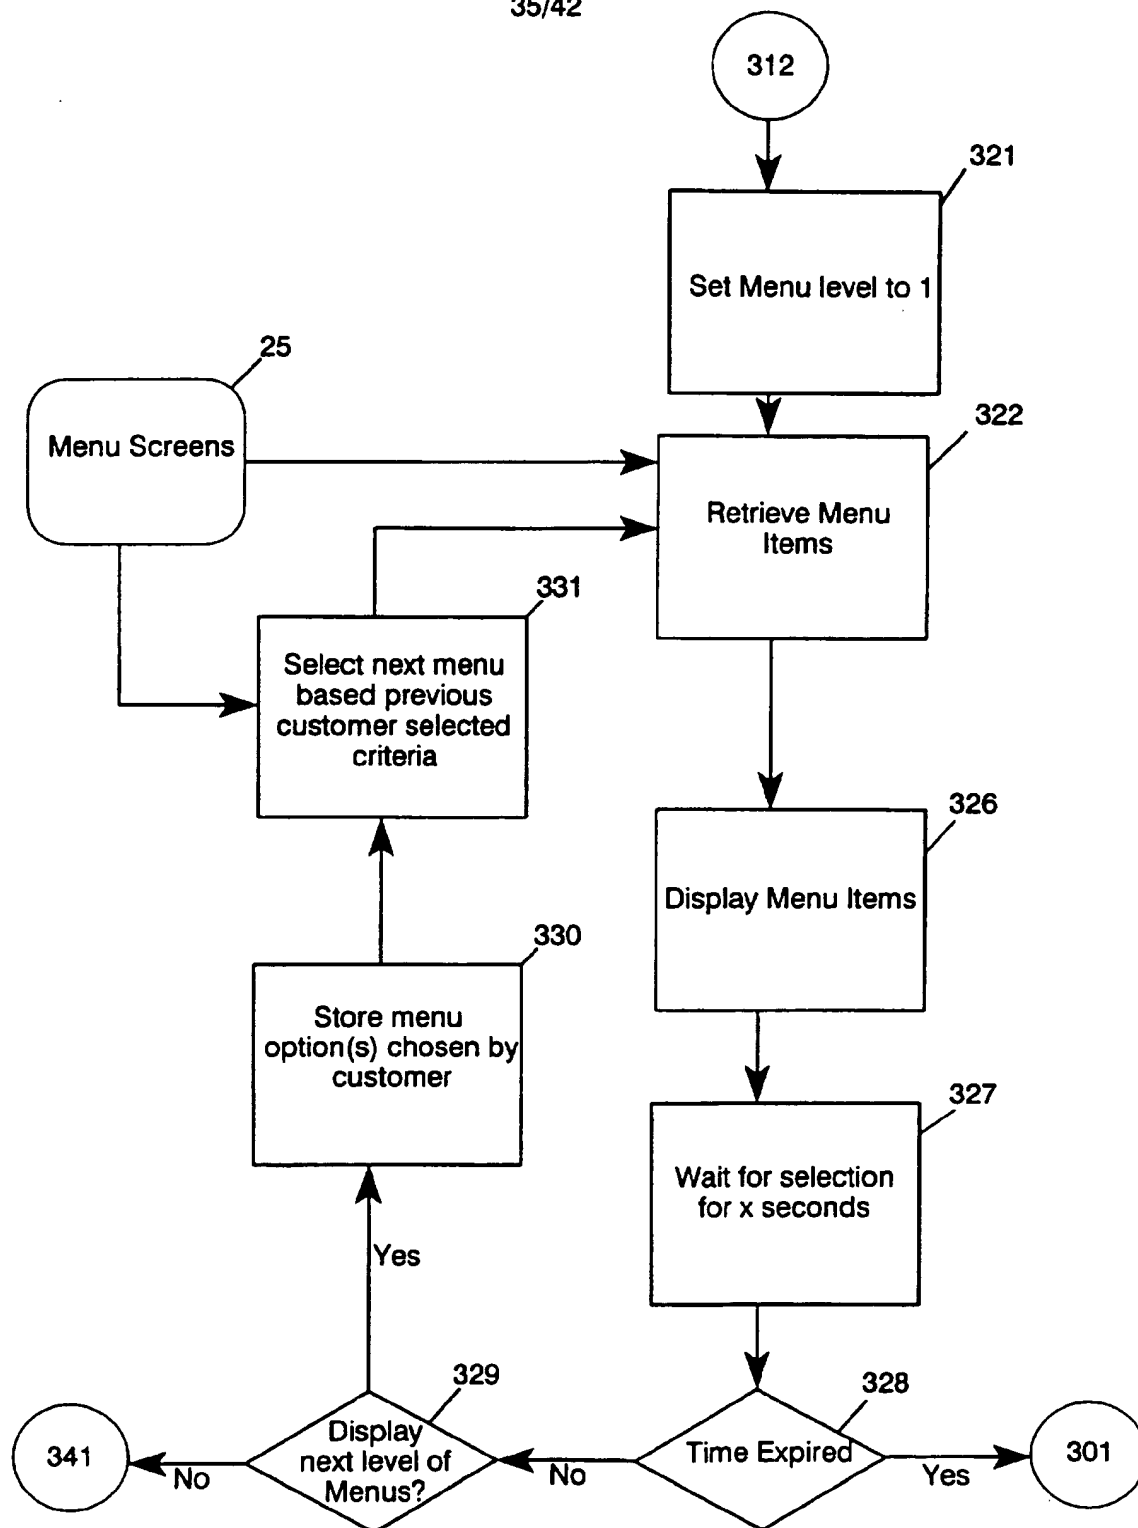 35/42
312
321
Set Menu level to 1
25
Menu Screens
322
Retrieve Menu
Items
331
Select next menu
based previous
customer selected
criteria
326
Display Menu Items
330
Store menu
option(s) chosen by
customer
327
Wait for selection
for x seconds
Yes
329
Display
next level of
Menus?
328
Time Expired
341
No
No
Yes
301